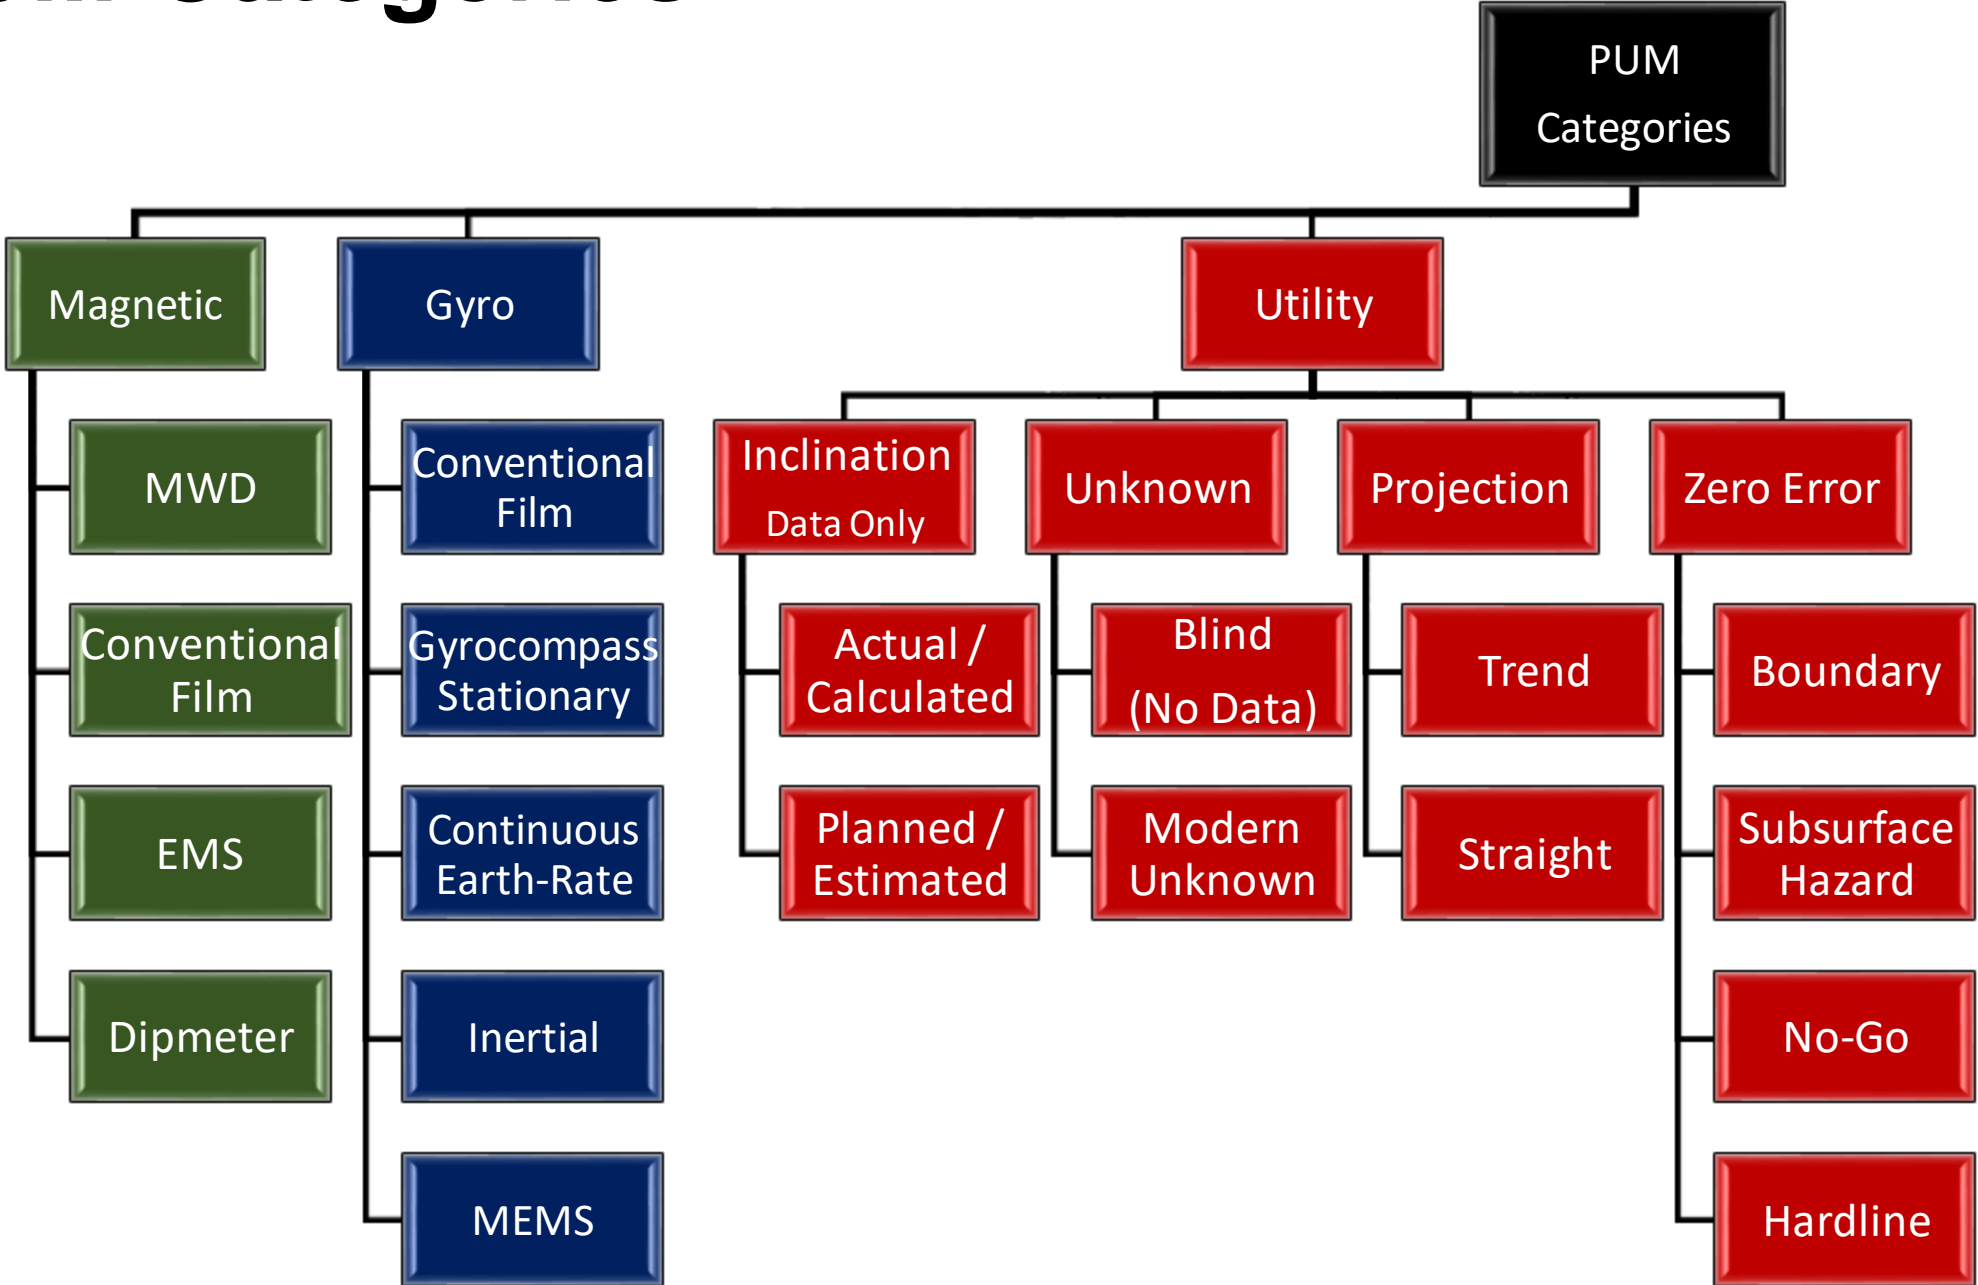 Categories
PUM
Categories
Magnetic
Gyro
Utility
MWD
Conventional
Film
Inclination
Data Only
Unknown
Projection
Zero Error
Conventional
Film
Gyrocompass
Stationary
Actual /
Calculated
Blind
(No Data)
Trend
Boundary
EMS
Continuous
Earth-Rate
Planned /
Estimated
Modern
Unknown
Straight
Subsurface
Hazard
Dipmeter
Inertial
No-Go
MEMS
Hardline